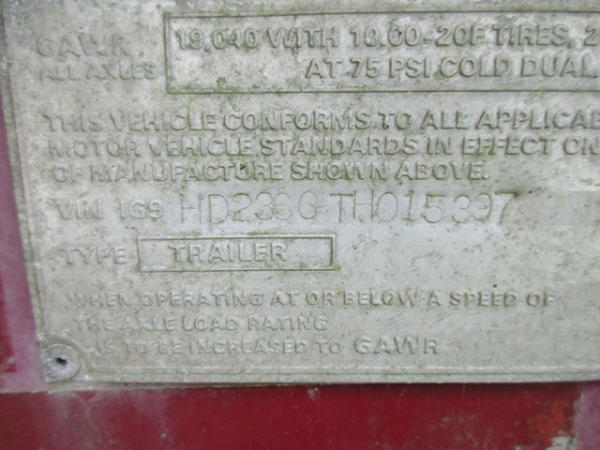 GAWR 19,040 WITH 10.00-20F TIRES, 2
ALL AXLES AT 75 PSI COLD DUAL
THIS VEHICLE CONFORMS TO ALL APPLICAB
MOTOR VEHICLE STANDARDS IN EFFECT ON
OF MANUFACTURE SHOWN ABOVE.
VIN 1G9 HD2380 TH015397
TYPE TRAILER
WHEN OPERATING AT OR BELOW A SPEED OF
THE AXLE LOAD RATING
IS TO BE INCREASED TO GAWR